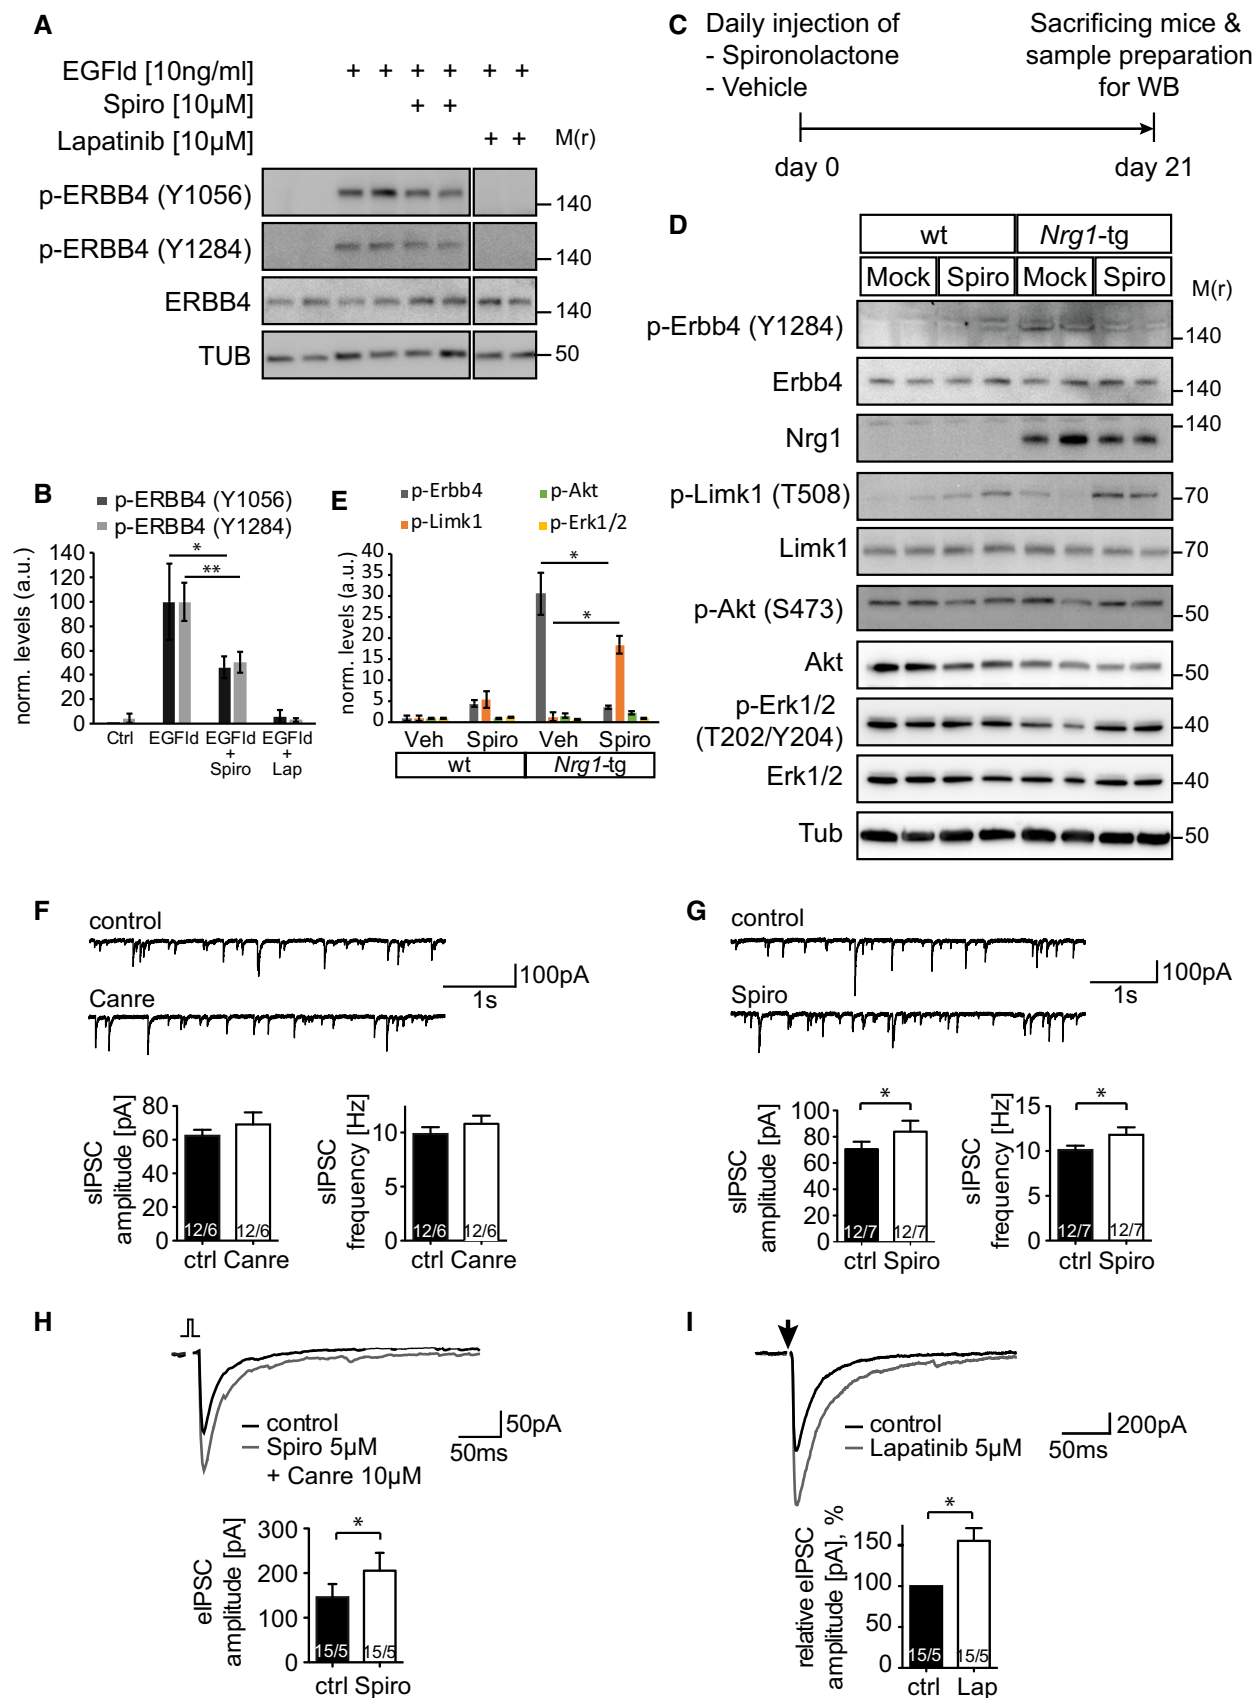 A
EGFld [10ng/ml] + + + + + +
Spiro [10µM] + +
Lapatinib [10µM] + + M(r)
p-ERBB4 (Y1056) 140
p-ERBB4 (Y1284) 140
ERBB4 140
TUB 50
B
p-ERBB4 (Y1056)
p-ERBB4 (Y1284)
norm. levels (a.u.)
140
120
100
80
60
40
20
0
*
**
Ctrl EGFld EGFld + Spiro EGFld + Lap
C
Daily injection of
- Spironolactone
- Vehicle
Sacrificing mice &
sample preparation
for WB
day 0 day 21
D
wt Nrg1-tg
Mock Spiro Mock Spiro M(r)
p-Erbb4 (Y1284) 140
Erbb4 140
Nrg1 140
p-Limk1 (T508) 70
Limk1 70
p-Akt (S473) 50
Akt 50
p-Erk1/2
(T202/Y204) 40
Erk1/2 40
Tub 50
E
p-Erbb4 p-Akt
p-Limk1 p-Erk1/2
norm. levels (a.u.)
40
35
30
25
20
15
10
5
0
*
*
Veh Spiro Veh Spiro
wt Nrg1-tg
F
control
100pA
1s
Canre
sIPSC
amplitude [pA]
80
60
40
20
0
12/6 12/6
ctrl Canre
sIPSC
frequency [Hz]
10
5
0
12/6 12/6
ctrl Canre
G
control
100pA
1s
Spiro
sIPSC
amplitude [pA]
100
80
60
40
20
0
*
12/7 12/7
ctrl Spiro
sIPSC
frequency [Hz]
15
10
5
0
*
12/7 12/7
ctrl Spiro
H
control
Spiro 5µM
+ Canre 10µM
50pA
50ms
eIPSC
amplitude [pA]
300
200
100
0
*
15/5 15/5
ctrl Spiro
I
control
Lapatinib 5µM
200pA
50ms
relative eIPSC
amplitude [pA], %
150
100
50
0
*
15/5 15/5
ctrl Lap